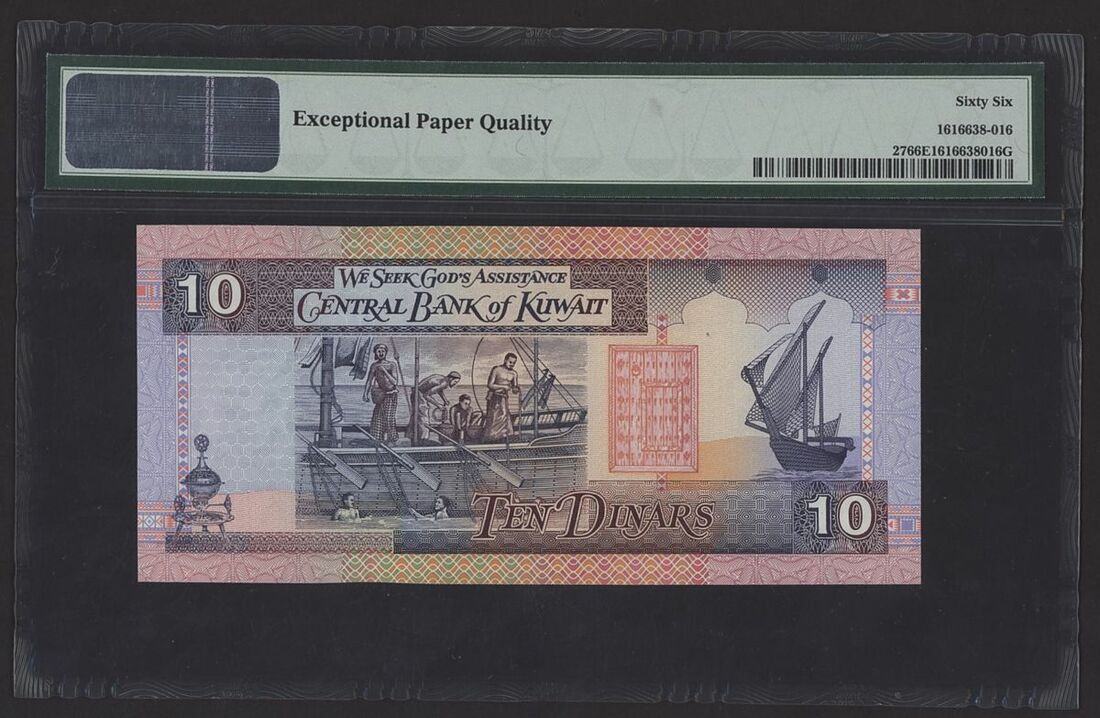 Exceptional Paper Quality
Sixty Six
1616638-016
2766E1616638016G
10
WE SEEK GOD'S ASSISTANCE
CENTRAL BANK of KUWAIT
TEN DINARS
10